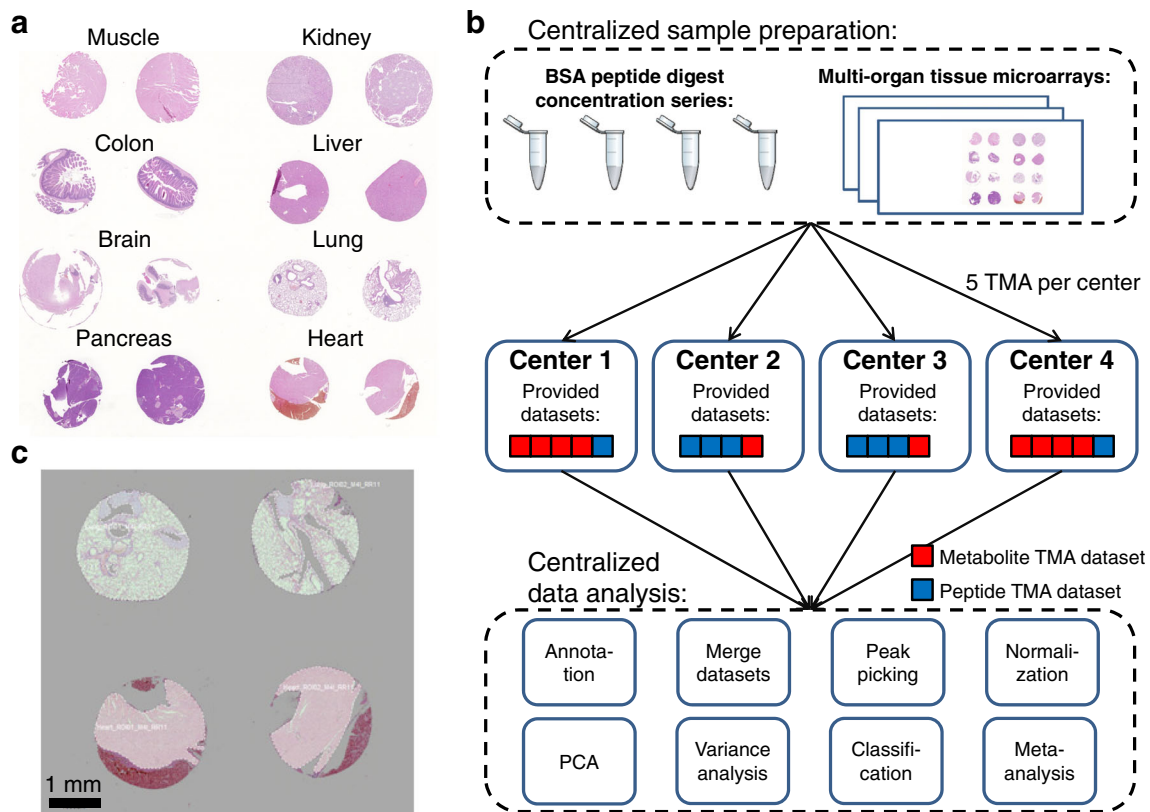 a
Muscle
Kidney
Colon
Liver
Brain
Lung
Pancreas
Heart
b
Centralized sample preparation:
BSA peptide digest
concentration series:
Multi-organ tissue microarrays:
5 TMA per center
Center 1
Provided
datasets:
Center 2
Provided
datasets:
Center 3
Provided
datasets:
Center 4
Provided
datasets:
Metabolite TMA dataset
Peptide TMA dataset
Centralized
data analysis:
Annota-
tion
Merge
datasets
Peak
picking
Normali-
zation
PCA
Variance
analysis
Classifi-
cation
Meta-
analysis
c
1 mm